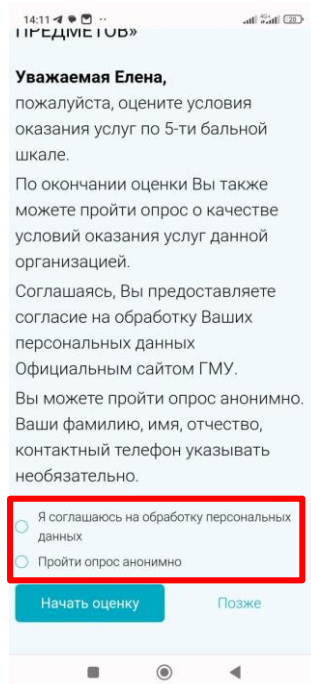 14:11
ПРЕДМЕТОВ»
Уважаемая Елена,
пожалуйста, оцените условия
оказания услуг по 5-ти бальной
шкале.
По окончании оценки Вы также
можете пройти опрос о качестве
условий оказания услуг данной
организацией.
Соглашаясь, Вы предоставляете
согласие на обработку Ваших
персональных данных
Официальным сайтом ГМУ.
Вы можете пройти опрос анонимно.
Ваши фамилию, имя, отчество,
контактный телефон указывать
необязательно.
Я соглашаюсь на обработку персональных
данных
Пройти опрос анонимно
Начать оценку Позже